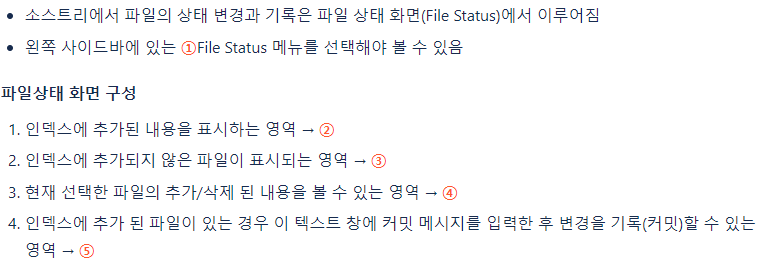 • 소스트리에서 파일의 상태 변경과 기록은 파일 상태 화면(File Status)에서 이루어짐
• 왼쪽 사이드바에 있는 ①File Status 메뉴를 선택해야 볼 수 있음
파일상태 화면 구성
1. 인덱스에 추가된 내용을 표시하는 영역 → ②
2. 인덱스에 추가되지 않은 파일이 표시되는 영역 → ③
3. 현재 선택한 파일의 추가/삭제 된 내용을 볼 수 있는 영역 → ④
4. 인덱스에 추가 된 파일이 있는 경우 이 텍스트 창에 커밋 메시지를 입력한 후 변경을 기록(커밋)할 수 있는
영역 → ⑤